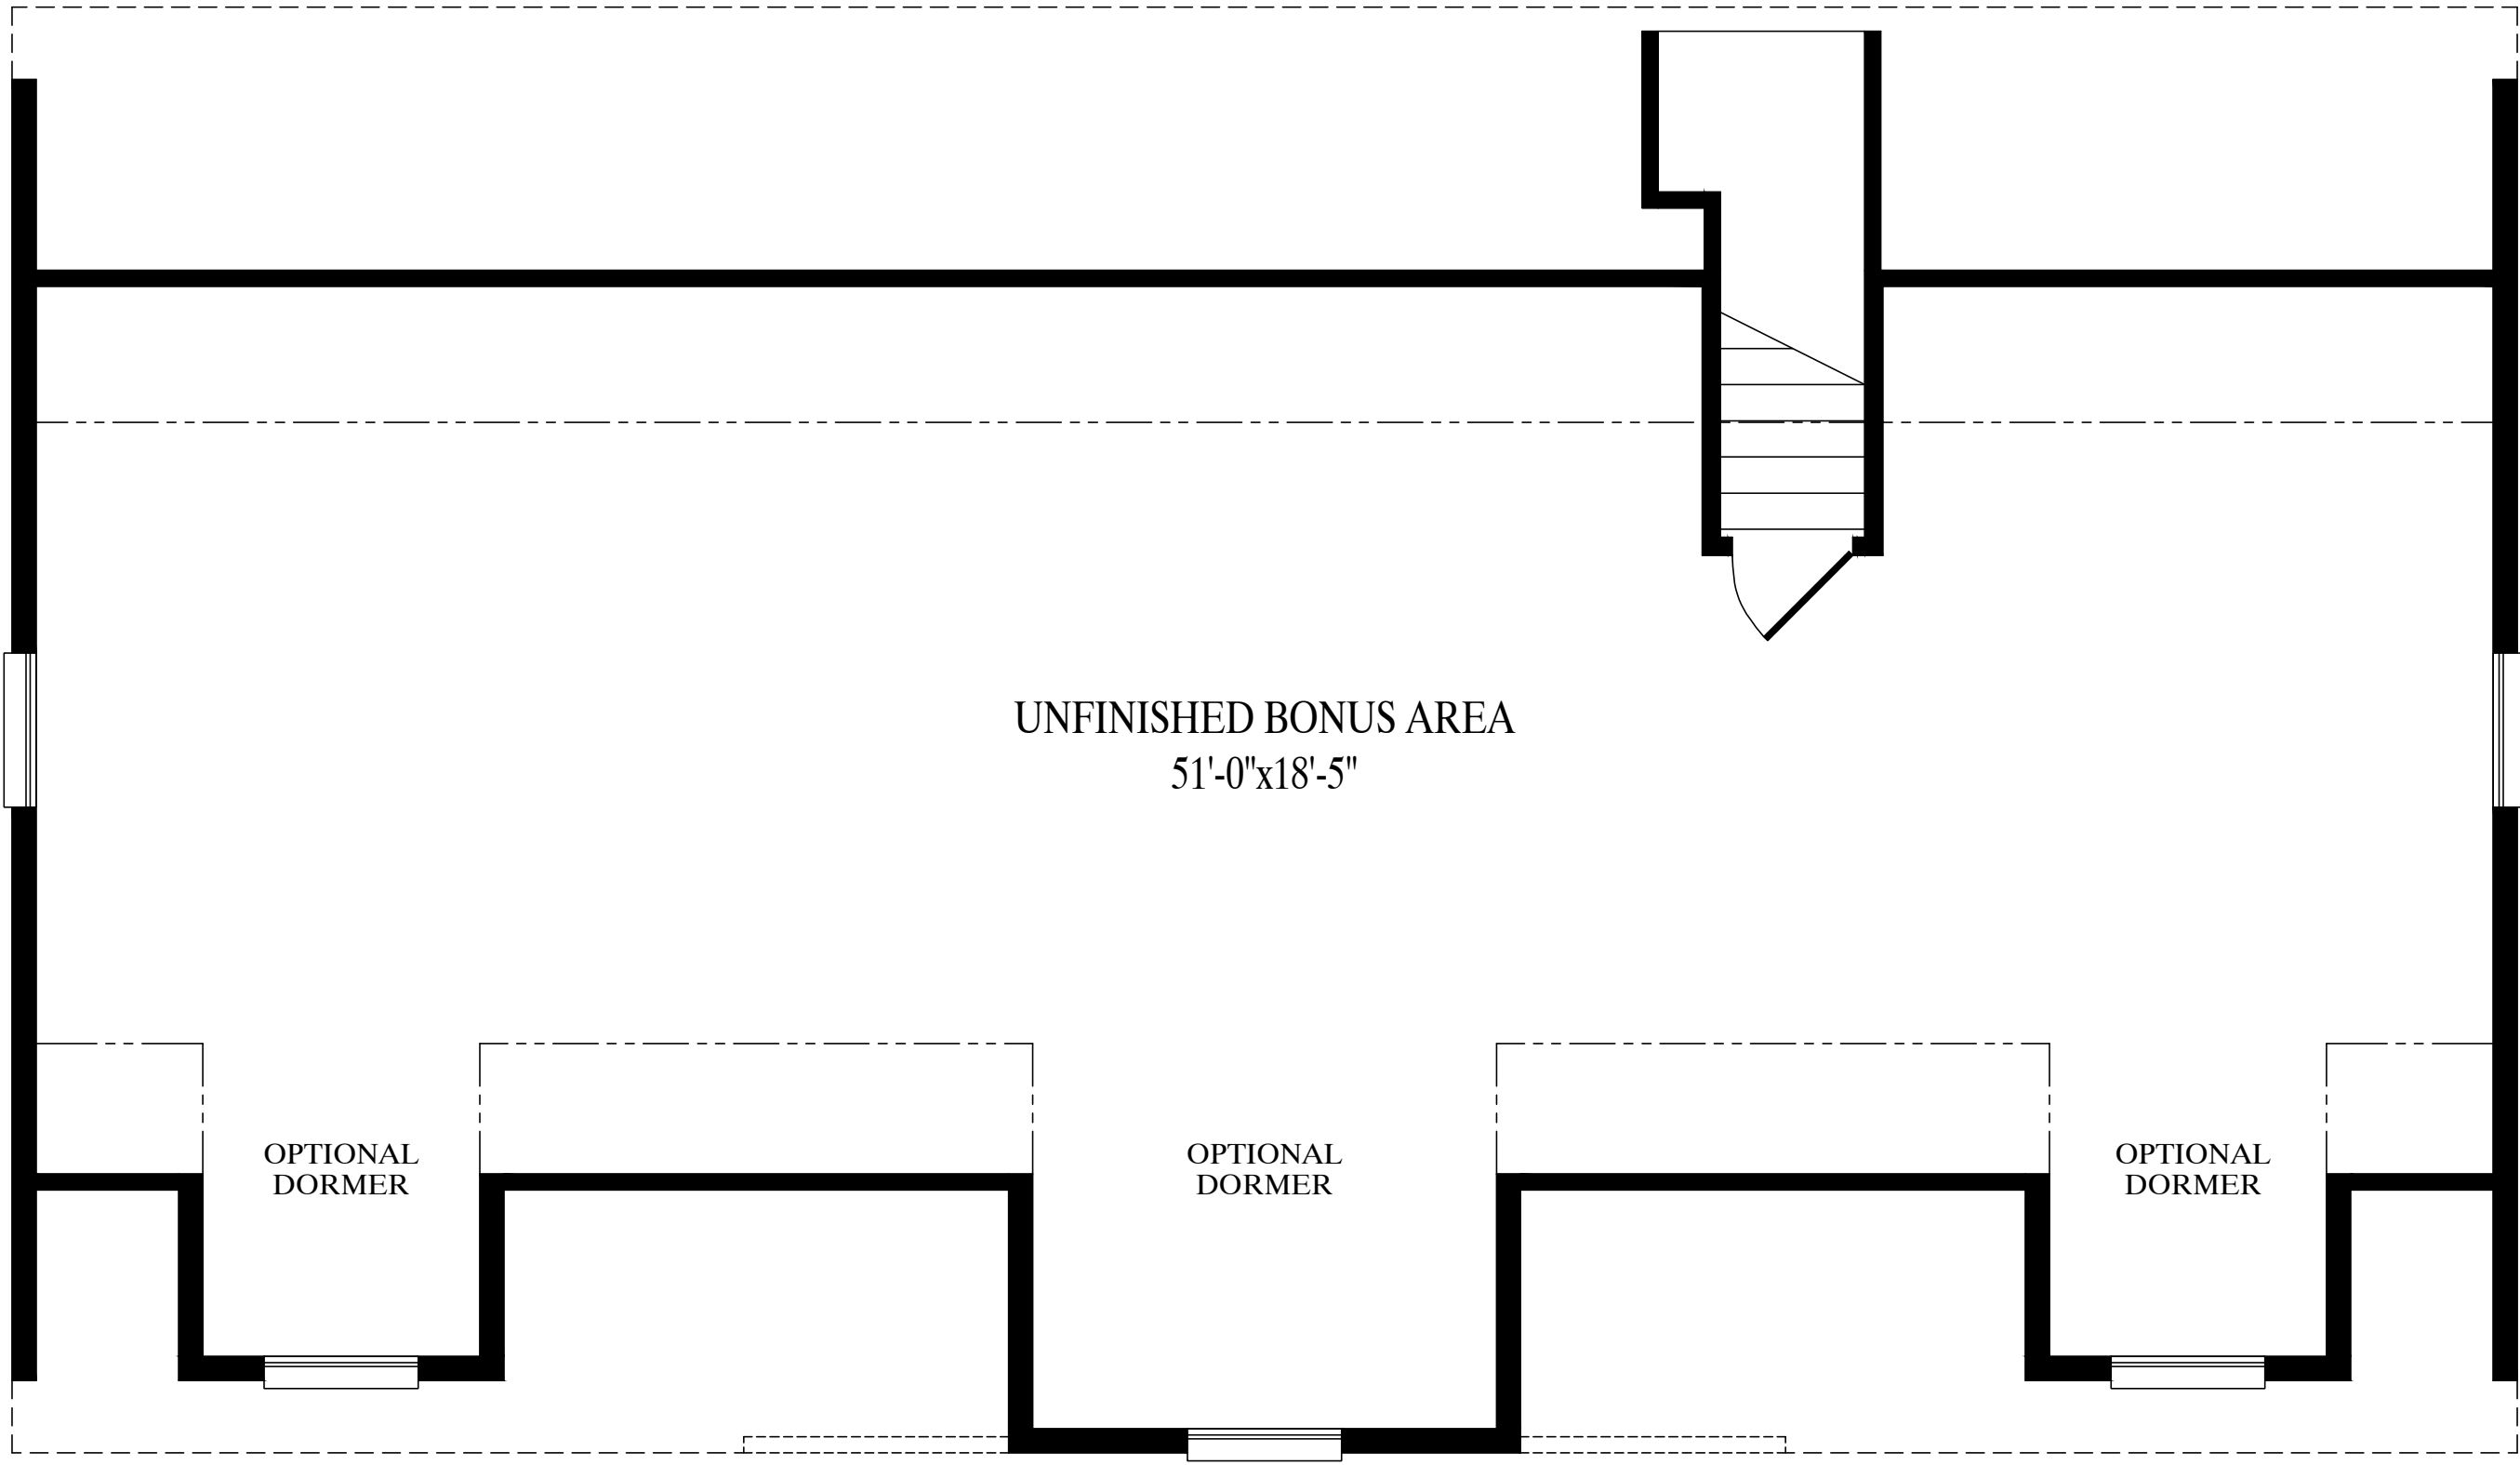 UNFINISHED BONUS AREA
51'-0"x18'-5"
OPTIONAL
DORMER
OPTIONAL
DORMER
OPTIONAL
DORMER